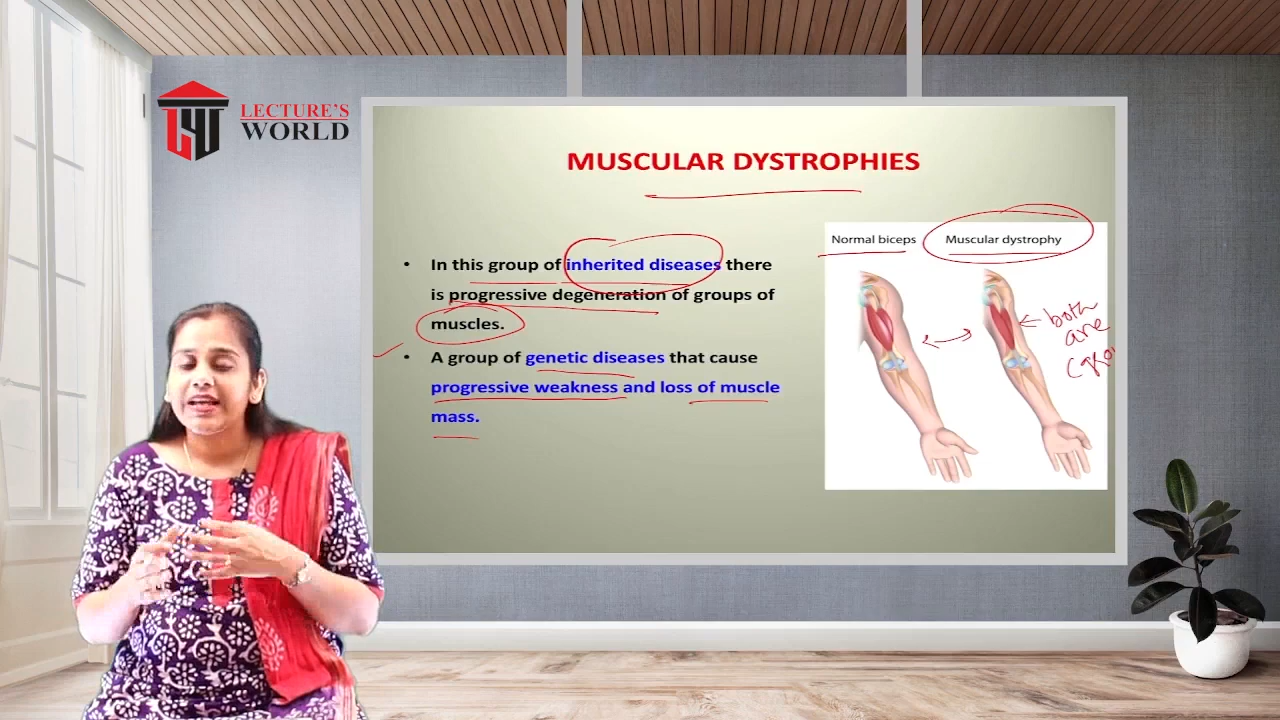 LECTURE'S
WORLD
MUSCULAR DYSTROPHIES
• In this group of inherited diseases there
is progressive degeneration of groups of
muscles.
• A group of genetic diseases that cause
progressive weakness and loss of muscle
mass.
Normal biceps
Muscular dystrophy
both
are